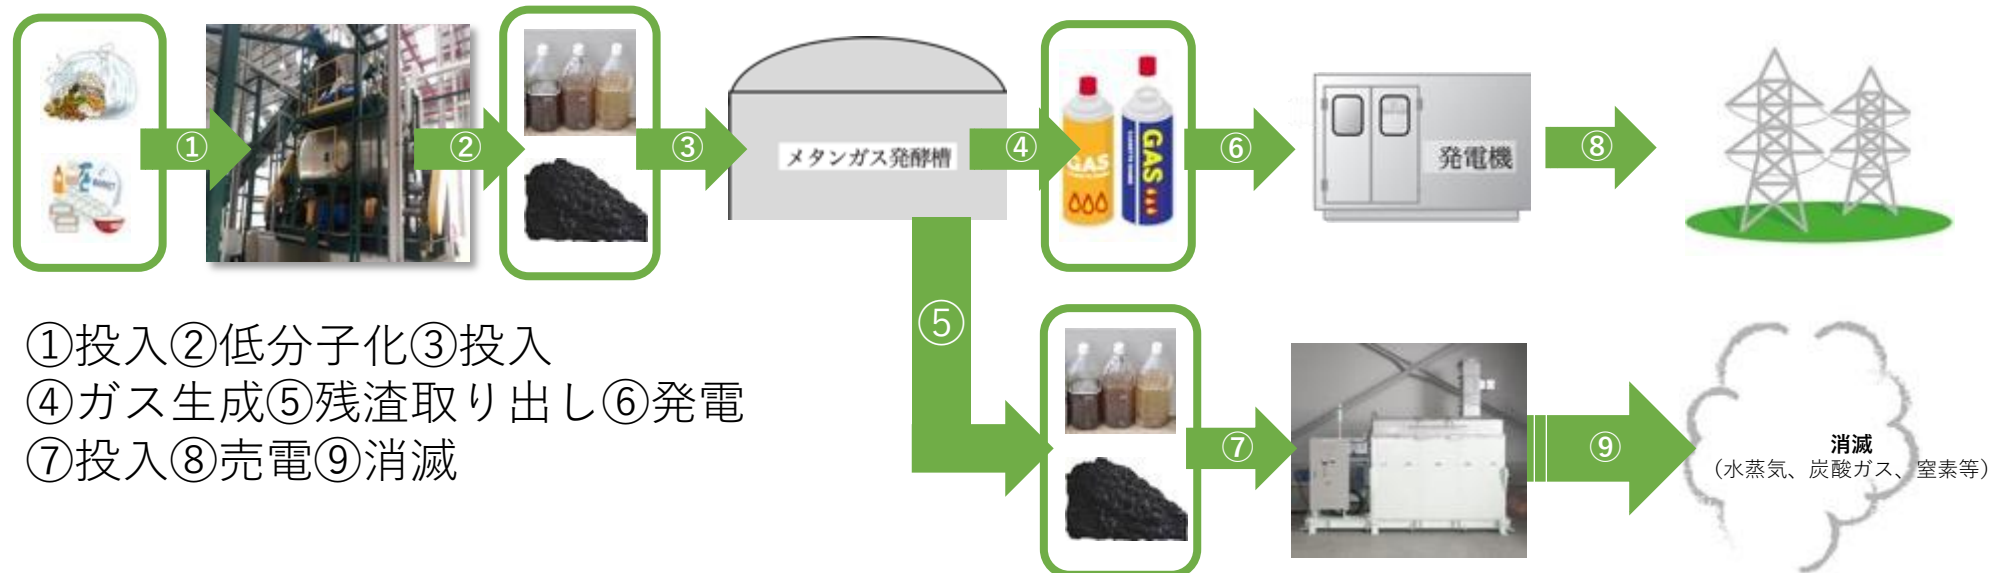 ①
②
③
メタンガス発酵槽
④
GAS
GAS
⑥
発電機
⑧
⑤
①投入②低分子化③投入
④ガス生成⑤残渣取り出し⑥発電
⑦投入⑧売電⑨消滅
⑦
⑨
消滅
（水蒸気、炭酸ガス、窒素等）